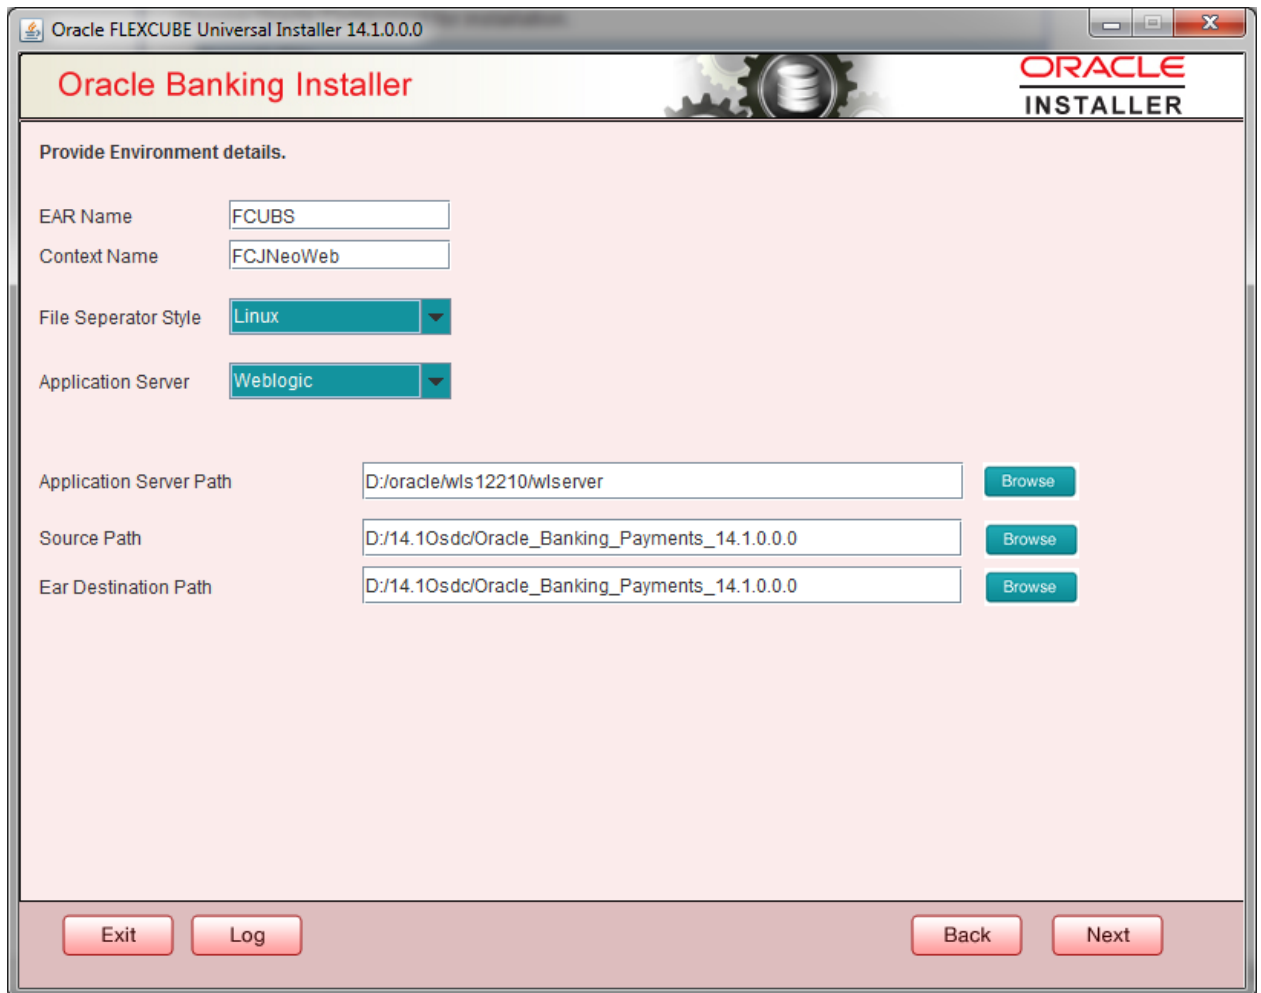 Oracle FLEXCUBE Universal Installer 14.1.0.0.0
Oracle Banking Installer
ORACLE
INSTALLER
Provide Environment details.
EAR Name FCUBS
Context Name FCJNeoWeb
File Seperator Style Linux
Application Server Weblogic
Application Server Path D:/oracle/wls12210/wlserver Browse
Source Path D:/14.1Osdc/Oracle_Banking_Payments_14.1.0.0.0 Browse
Ear Destination Path D:/14.1Osdc/Oracle_Banking_Payments_14.1.0.0.0 Browse
Exit Log Back Next